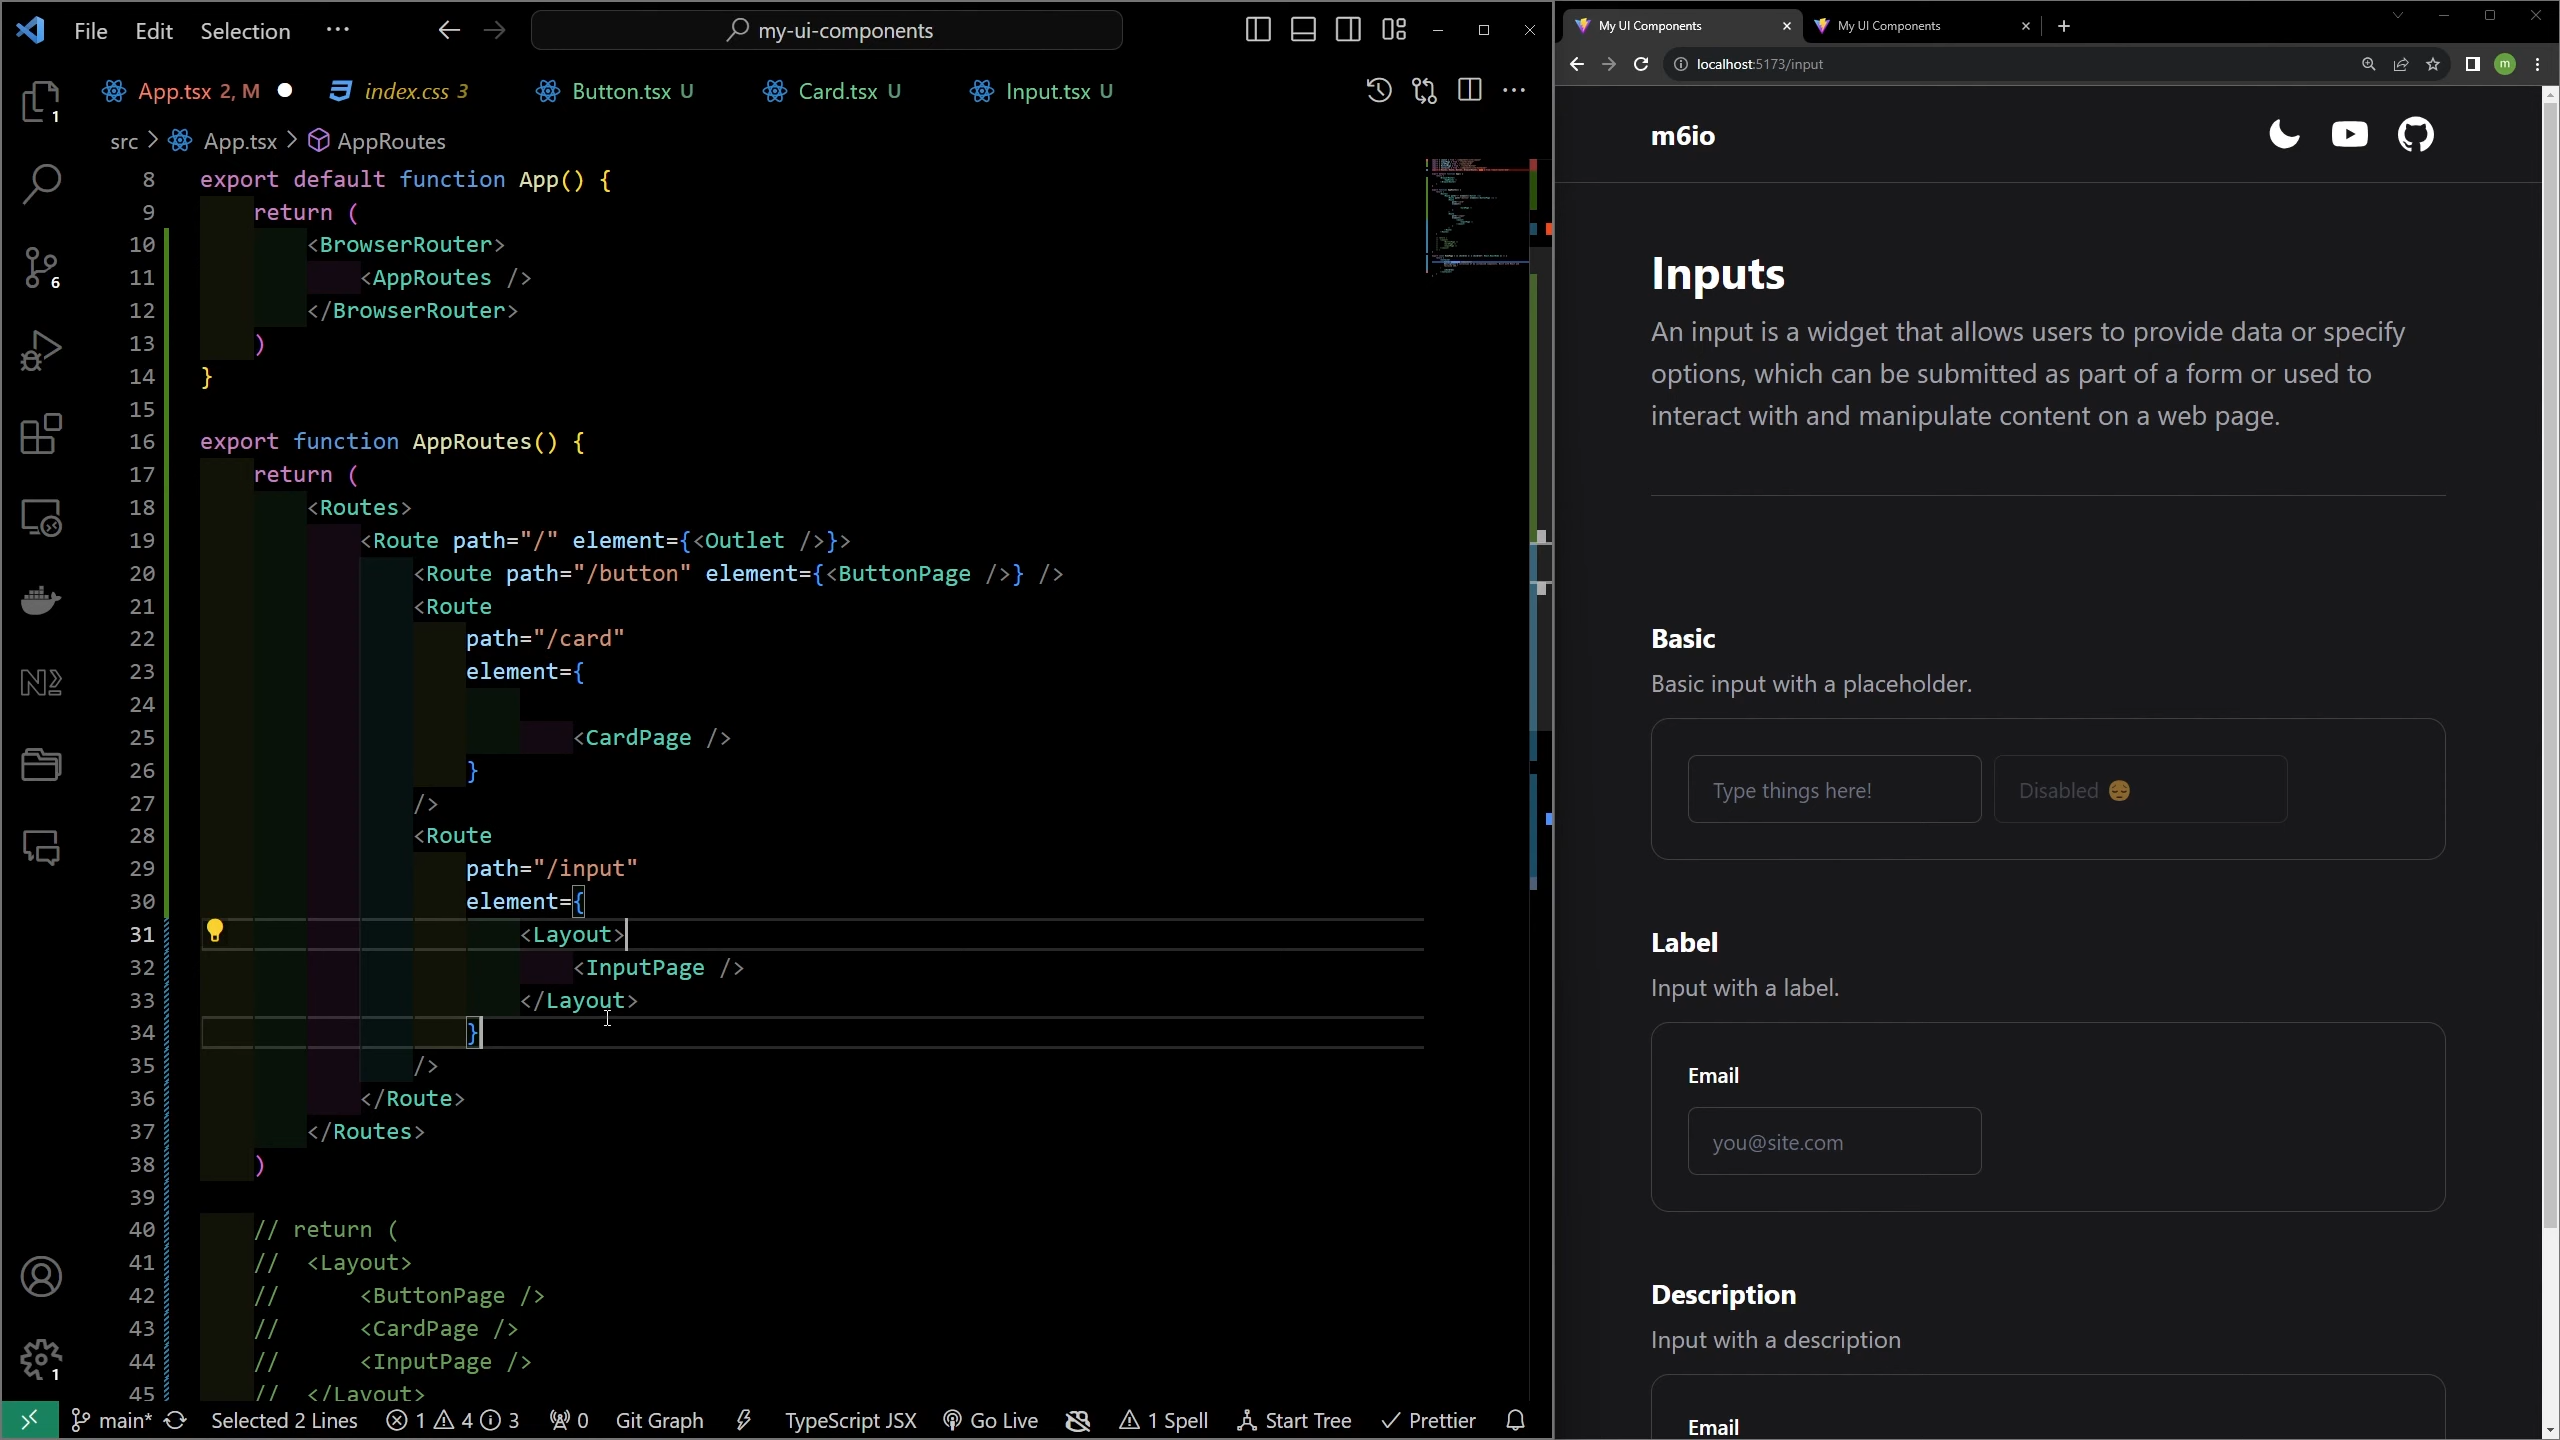 File Edit Selection ··· my-ui-components
App.tsx 2, M index.css 3 Button.tsx U Card.tsx U Input.tsx U
src > App.tsx > AppRoutes
8 export default function App() {
9 return (
10 <BrowserRouter>
11 <AppRoutes />
12 </BrowserRouter>
13 )
14 }
15
16 export function AppRoutes() {
17 return (
18 <Routes>
19 <Route path="/" element={<Outlet />}>
20 <Route path="/button" element={<ButtonPage />} />
21 <Route
22 path="/card"
23 element={
24
25 <CardPage />
26 }
27 />
28 <Route
29 path="/input"
30 element={
31 <Layout>
32 <InputPage />
33 </Layout>
34 }
35 />
36 </Route>
37 </Routes>
38 )
39
40 // return (
41 // <Layout>
42 // <ButtonPage />
43 // <CardPage />
44 // <InputPage />
45 // </Layout>
1
6
1
main* Selected 2 Lines 1 4 3 0 Git Graph TypeScript JSX Go Live 1 Spell Start Tree Prettier
My UI Components My UI Components
localhost:5173/input m
m6io
Inputs
An input is a widget that allows users to provide data or specify
options, which can be submitted as part of a form or used to
interact with and manipulate content on a web page.
Basic
Basic input with a placeholder.
Type things here! Disabled 😔
Label
Input with a label.
Email
you@site.com
Description
Input with a description
Email